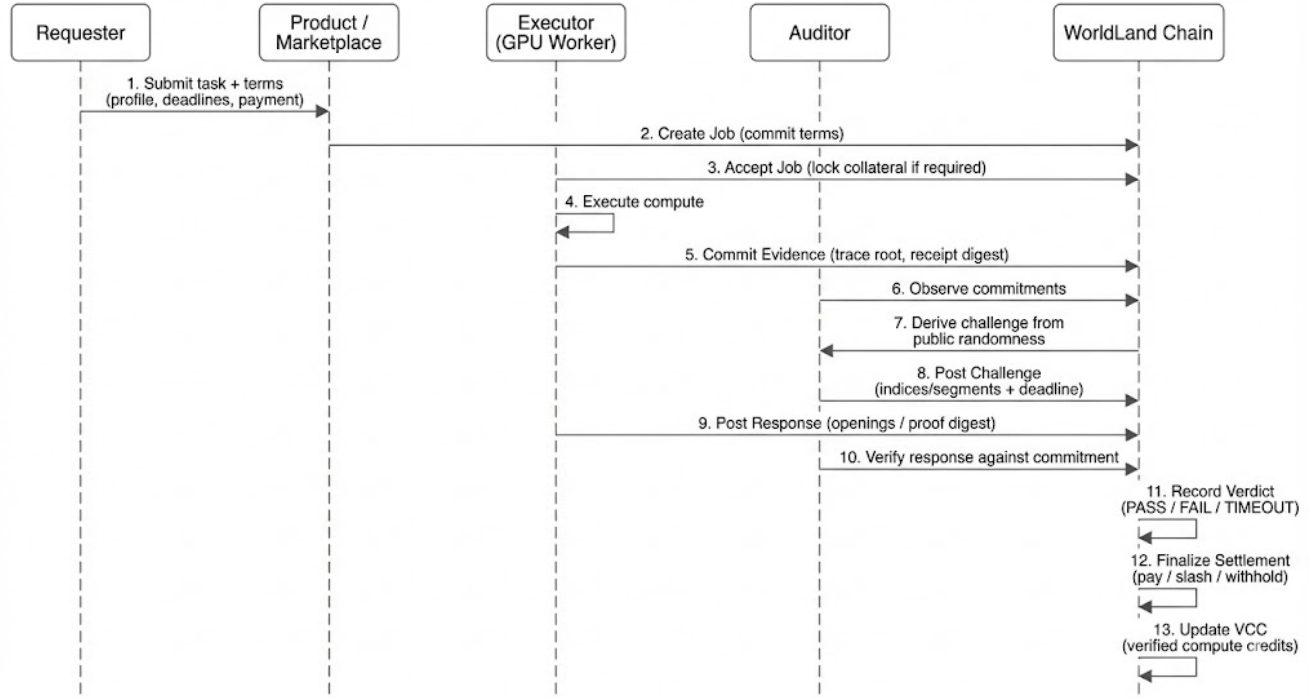 Requester
Product /
Marketplace
Executor
(GPU Worker)
Auditor
WorldLand Chain
1. Submit task + terms
(profile, deadlines, payment)
2. Create Job (commit terms)
3. Accept Job (lock collateral if required)
4. Execute compute
5. Commit Evidence (trace root, receipt digest)
6. Observe commitments
7. Derive challenge from
public randomness
8. Post Challenge
(indices/segments + deadline)
9. Post Response (openings / proof digest)
10. Verify response against commitment
11. Record Verdict
(PASS / FAIL / TIMEOUT)
12. Finalize Settlement
(pay / slash / withhold)
13. Update VCC
(verified compute credits)